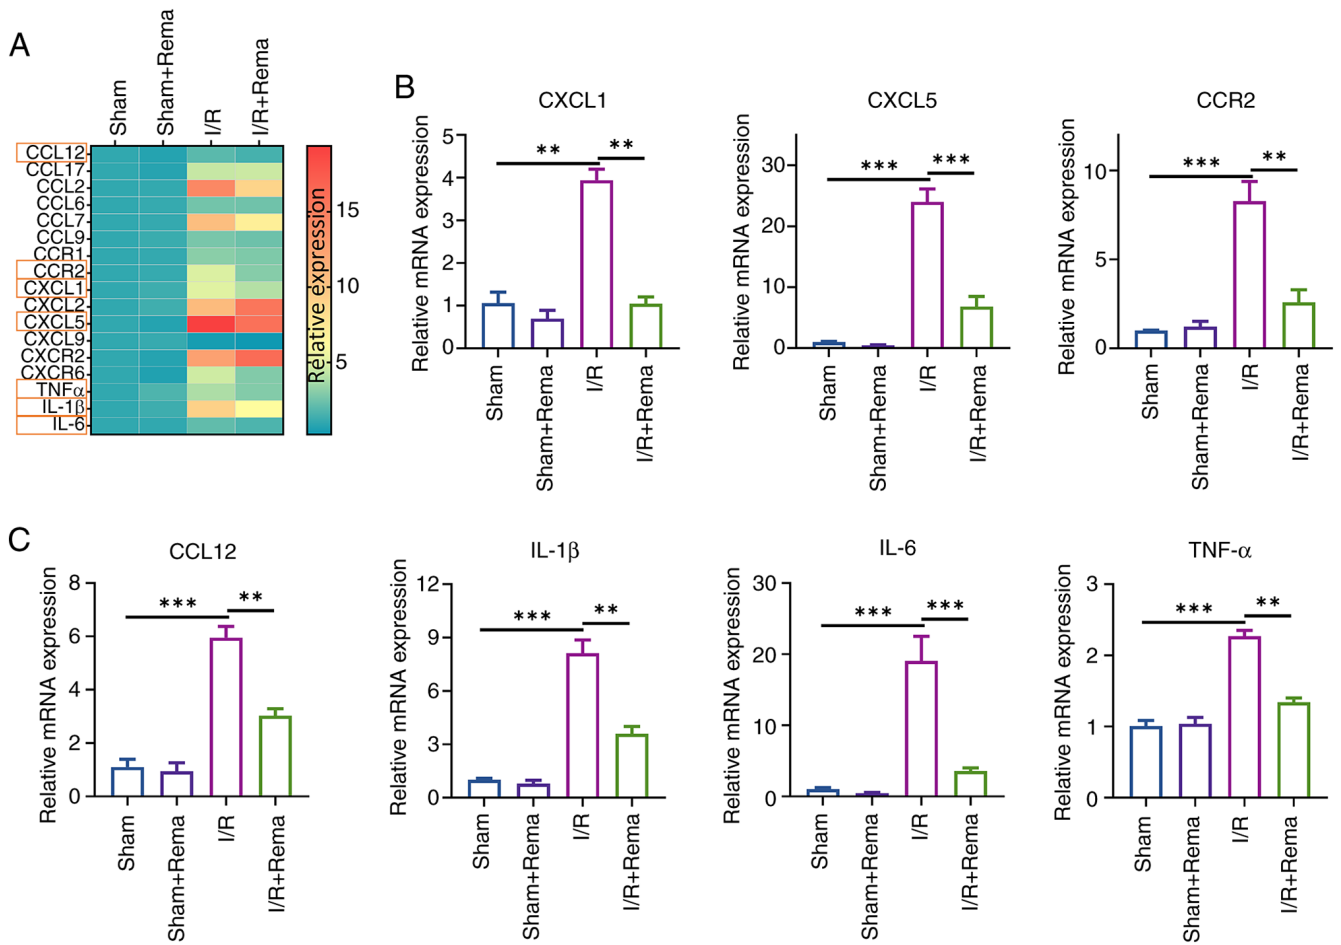 A
Sham
Sham+Rema
I/R
I/R+Rema
CCL12
CCL17
CCL2
CCL6
CCL7
CCL9
CCR1
CCR2
CXCL1
CXCL2
CXCL5
CXCL9
CXCR2
CXCR6
TNFα
IL-1β
IL-6
15
10
5
Relative expression
B
CXCL1
Relative mRNA expression
5
4
3
2
1
0
**
**
Sham
Sham+Rema
I/R
I/R+Rema
CXCL5
Relative mRNA expression
30
20
10
0
***
***
Sham
Sham+Rema
I/R
I/R+Rema
CCR2
Relative mRNA expression
10
5
0
***
**
Sham
Sham+Rema
I/R
I/R+Rema
C
CCL12
Relative mRNA expression
8
6
4
2
0
***
**
Sham
Sham+Rema
I/R
I/R+Rema
IL-1β
Relative mRNA expression
12
9
6
3
0
***
**
Sham
Sham+Rema
I/R
I/R+Rema
IL-6
Relative mRNA expression
30
20
10
0
***
***
Sham
Sham+Rema
I/R
I/R+Rema
TNF-α
Relative mRNA expression
3
2
1
0
***
**
Sham
Sham+Rema
I/R
I/R+Rema